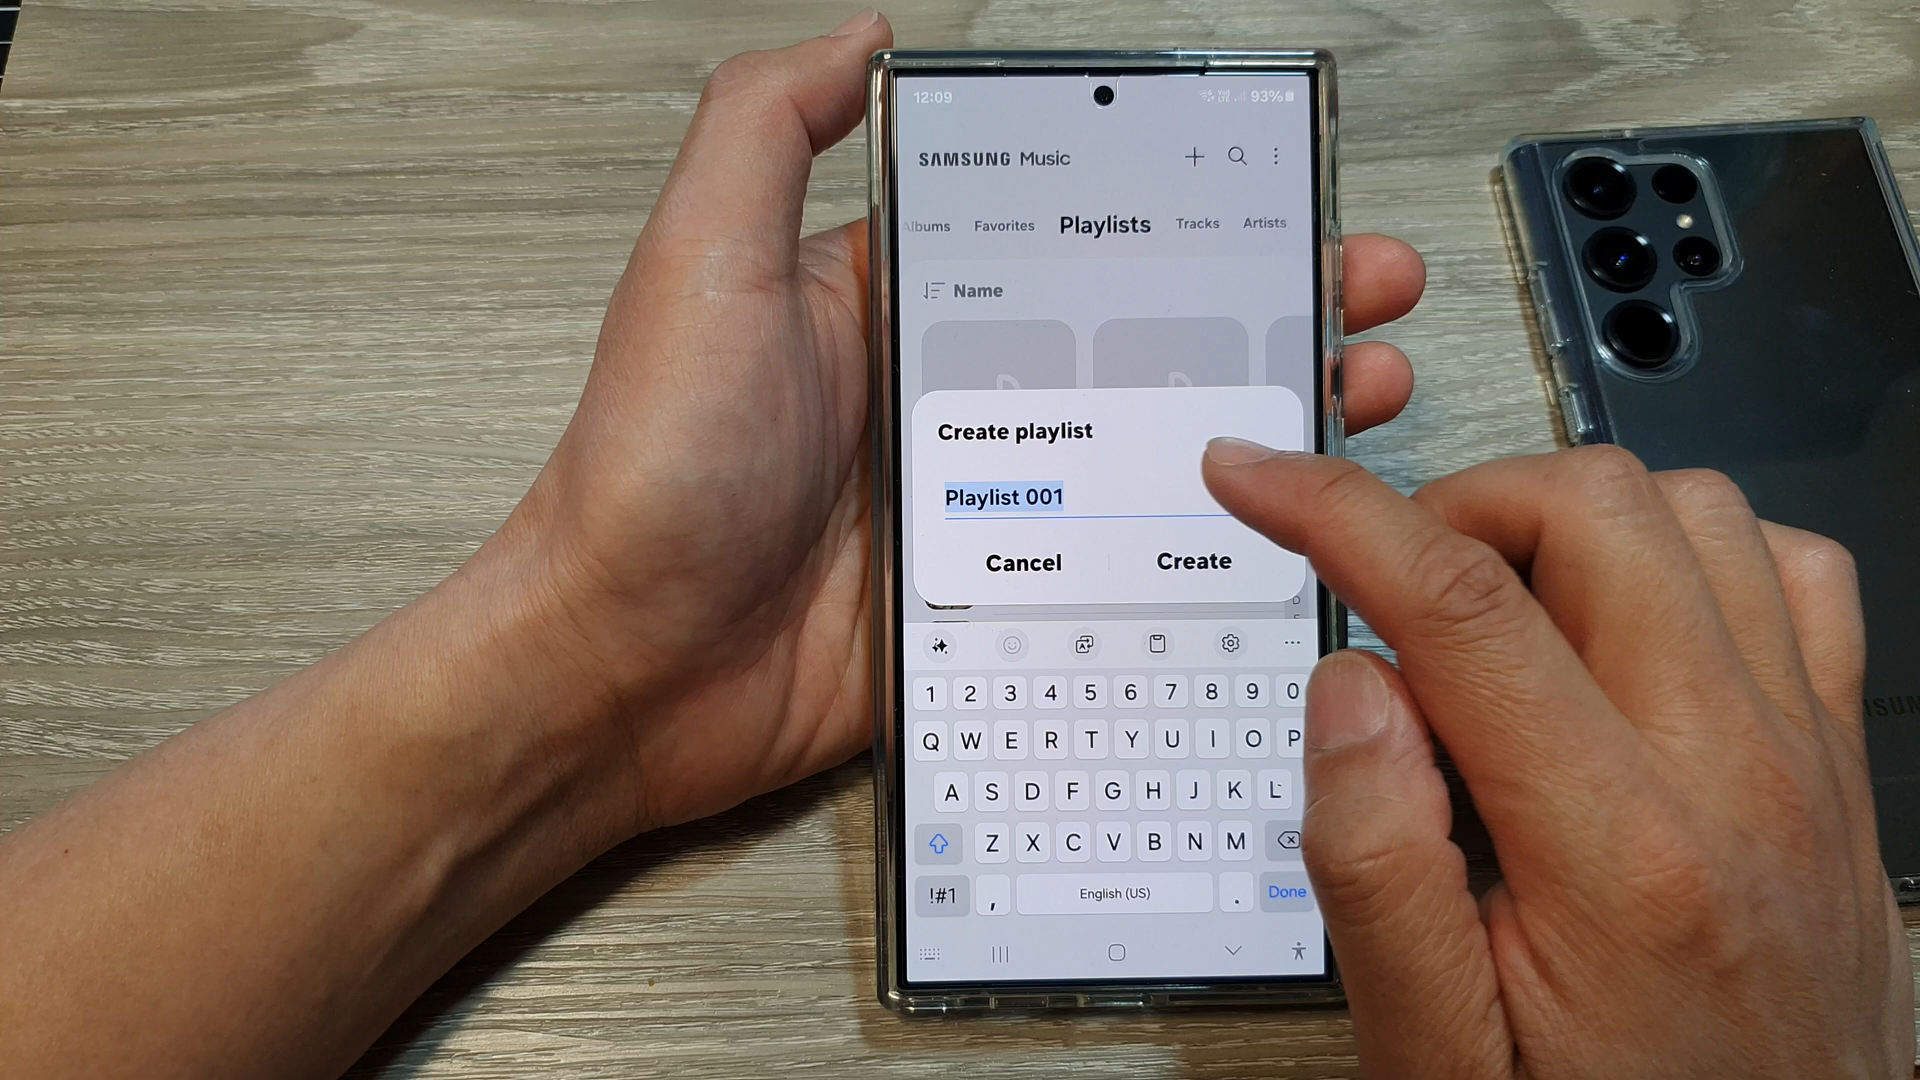 12:09 93%
SAMSUNG Music
Albums Favorites Playlists Tracks Artists
Name
Create playlist
Playlist 001
Cancel Create
D
1 2 3 4 5 6 7 8 9 0
Q W E R T Y U I O P
A S D F G H J K L
Z X C V B N M
!#1 , English (US) . Done